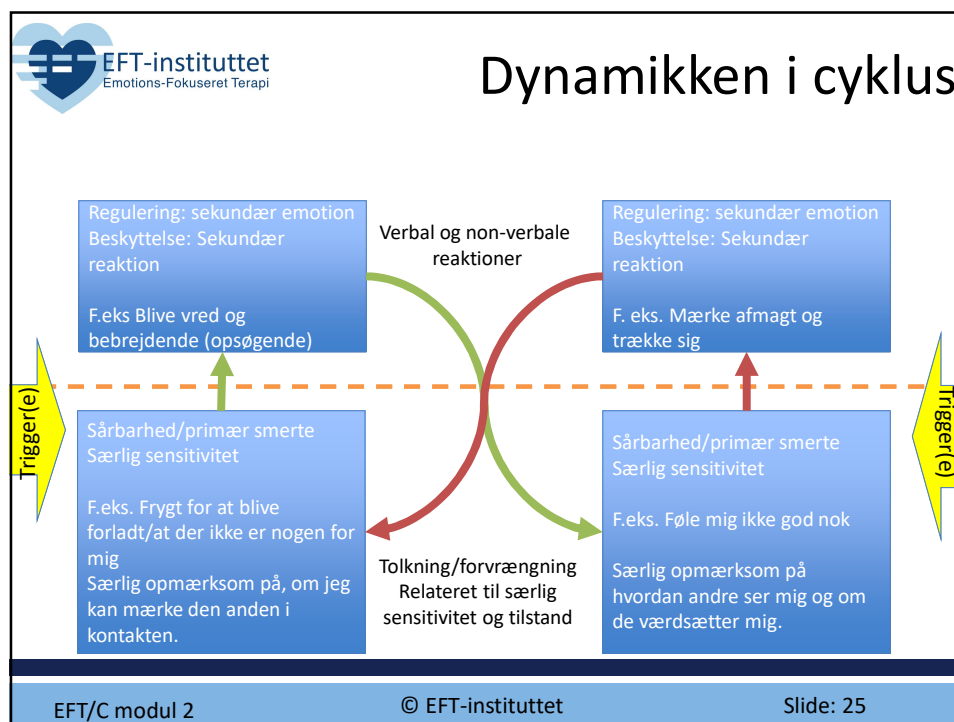 EFT-instituttet
Emotions-Fokuseret Terapi
Dynamikken i cyklus
Regulering: sekundær emotion
Beskyttelse: Sekundær
reaktion
F.eks Blive vred og
bebrejdende (opsøgende)
Verbal og non-verbale
reaktioner
Regulering: sekundær emotion
Beskyttelse: Sekundær
reaktion
F. eks. Mærke afmagt og
trække sig
Trigger(e)
Trigger(e)
Sårbarhed/primær smerte
Særlig sensitivitet
F.eks. Frygt for at blive
forladt/at der ikke er nogen for
mig
Særlig opmærksom på, om jeg
kan mærke den anden i
kontakten.
Tolkning/forvrængning
Relateret til særlig
sensitivitet og tilstand
Sårbarhed/primær smerte
Særlig sensitivitet
F.eks. Føle mig ikke god nok
Særlig opmærksom på
hvordan andre ser mig og om
de værdsætter mig.
EFT/C modul 2
© EFT-instituttet
Slide: 25